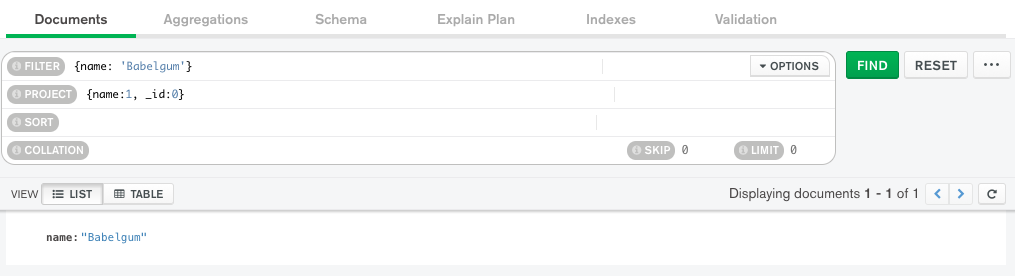 Documents Aggregations Schema Explain Plan Indexes Validation
FILTER {name: 'Babelgum'} OPTIONS FIND RESET ...
PROJECT {name:1, _id:0}
SORT
COLLATION SKIP 0 LIMIT 0
VIEW LIST TABLE Displaying documents 1 - 1 of 1
name:"Babelgum"